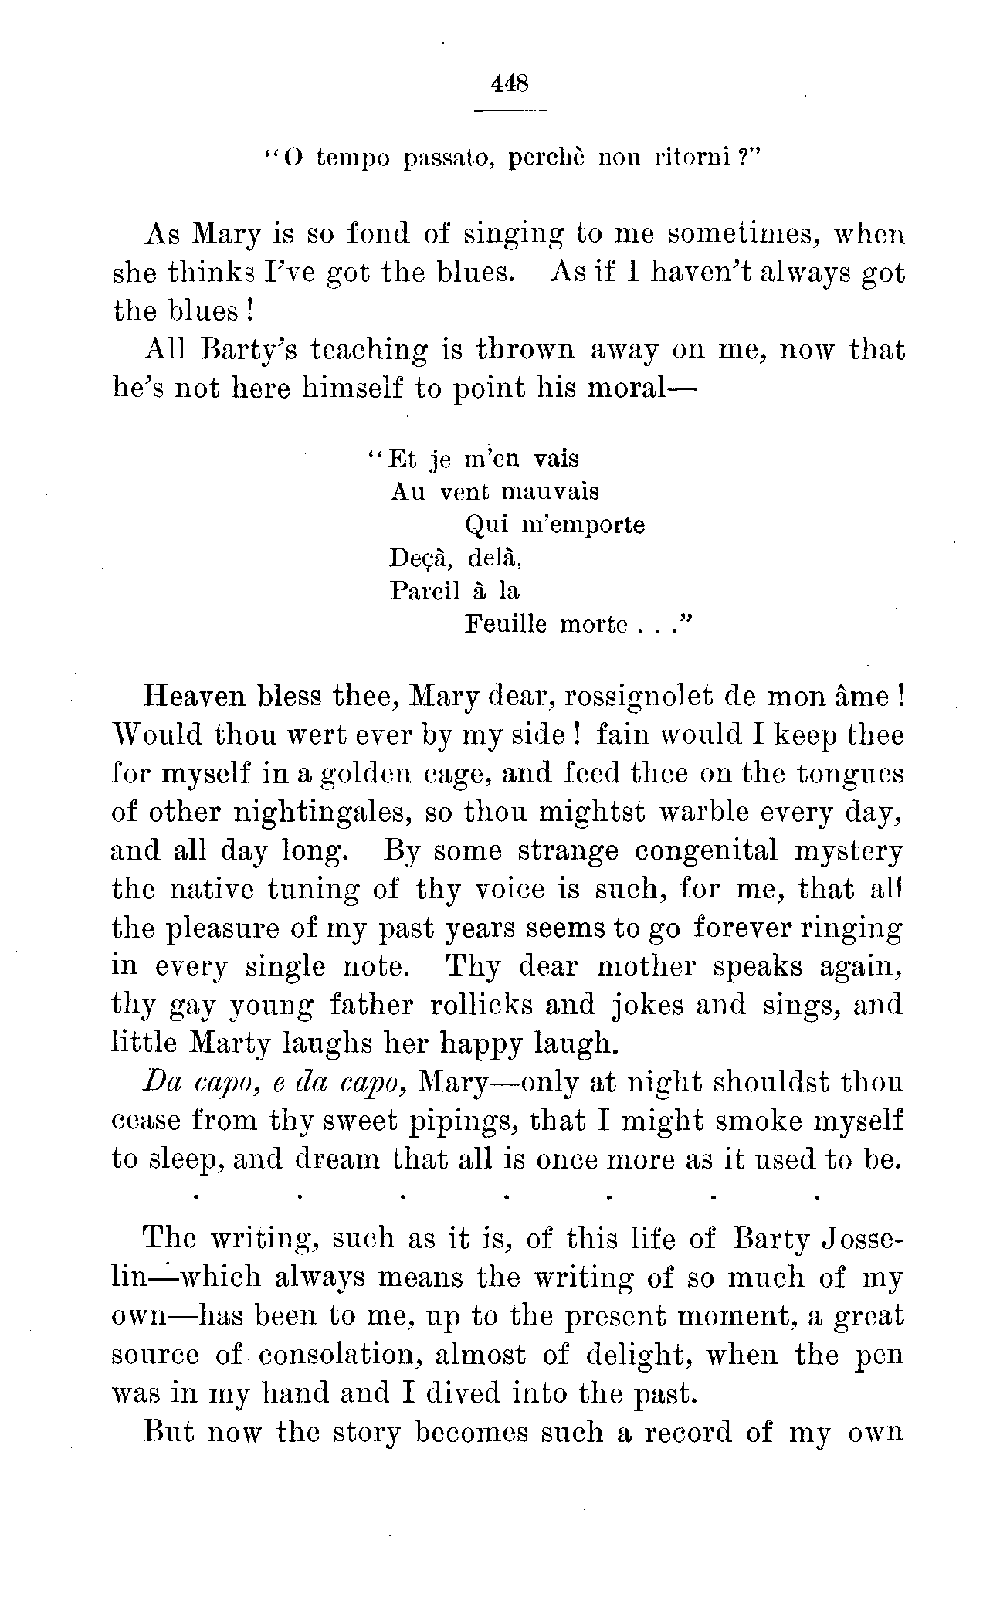 448
"O tempo passato, perchè non ritorni ?"
As Mary is so fond of singing to me sometimes, when
she thinks I've got the blues. As if I haven't always got
the blues !
All Barty's teaching is thrown away on me, now that
he's not here himself to point his moral—
"Et je m'en vais
Au vent mauvais
Qui m'emporte
Deçà, delà,
Pareil à la
Feuille morte . . ."
Heaven bless thee, Mary dear, rossignolet de mon âme !
Would thou wert ever by my side ! fain would I keep thee
for myself in a golden cage, and feed thee on the tongues
of other nightingales, so thou mightst warble every day,
and all day long. By some strange congenital mystery
the native tuning of thy voice is such, for me, that all
the pleasure of my past years seems to go forever ringing
in every single note. Thy dear mother speaks again,
thy gay young father rollicks and jokes and sings, and
little Marty laughs her happy laugh.
Da capo, e da capo, Mary—only at night shouldst thou
cease from thy sweet pipings, that I might smoke myself
to sleep, and dream that all is once more as it used to be.
. . . . . . .
The writing, such as it is, of this life of Barty Josse-
lin—which always means the writing of so much of my
own—has been to me, up to the present moment, a great
source of consolation, almost of delight, when the pen
was in my hand and I dived into the past.
But now the story becomes such a record of my own